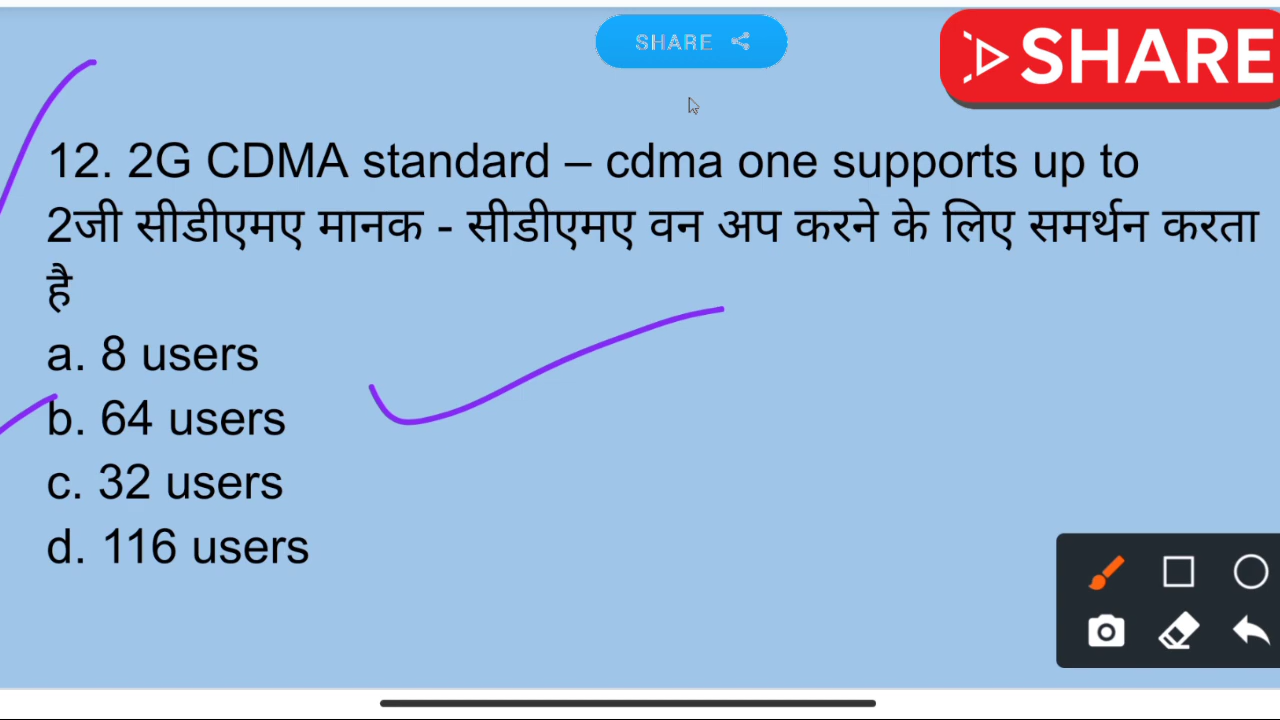 SHARE
SHARE
12. 2G CDMA standard – cdma one supports up to
2जी सीडीएमए मानक - सीडीएमए वन अप करने के लिए समर्थन करता
है
a. 8 users
b. 64 users
c. 32 users
d. 116 users